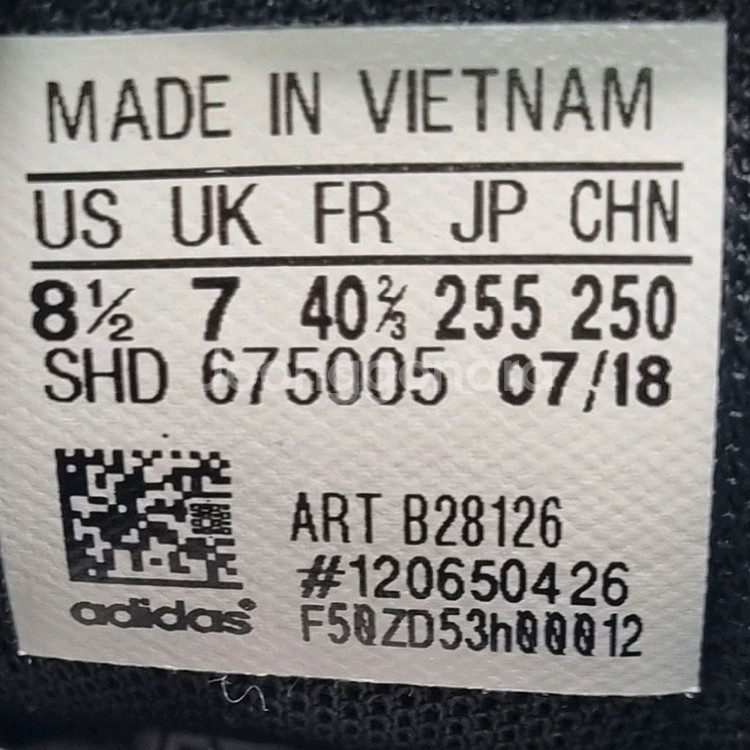 MADE IN VIETNAM
US UK FR JP CHN
8½ 7 40⅔ 255 250
SHD 675005 07/18
ART B28126
#120650426
adidas®
F50ZD53h00012